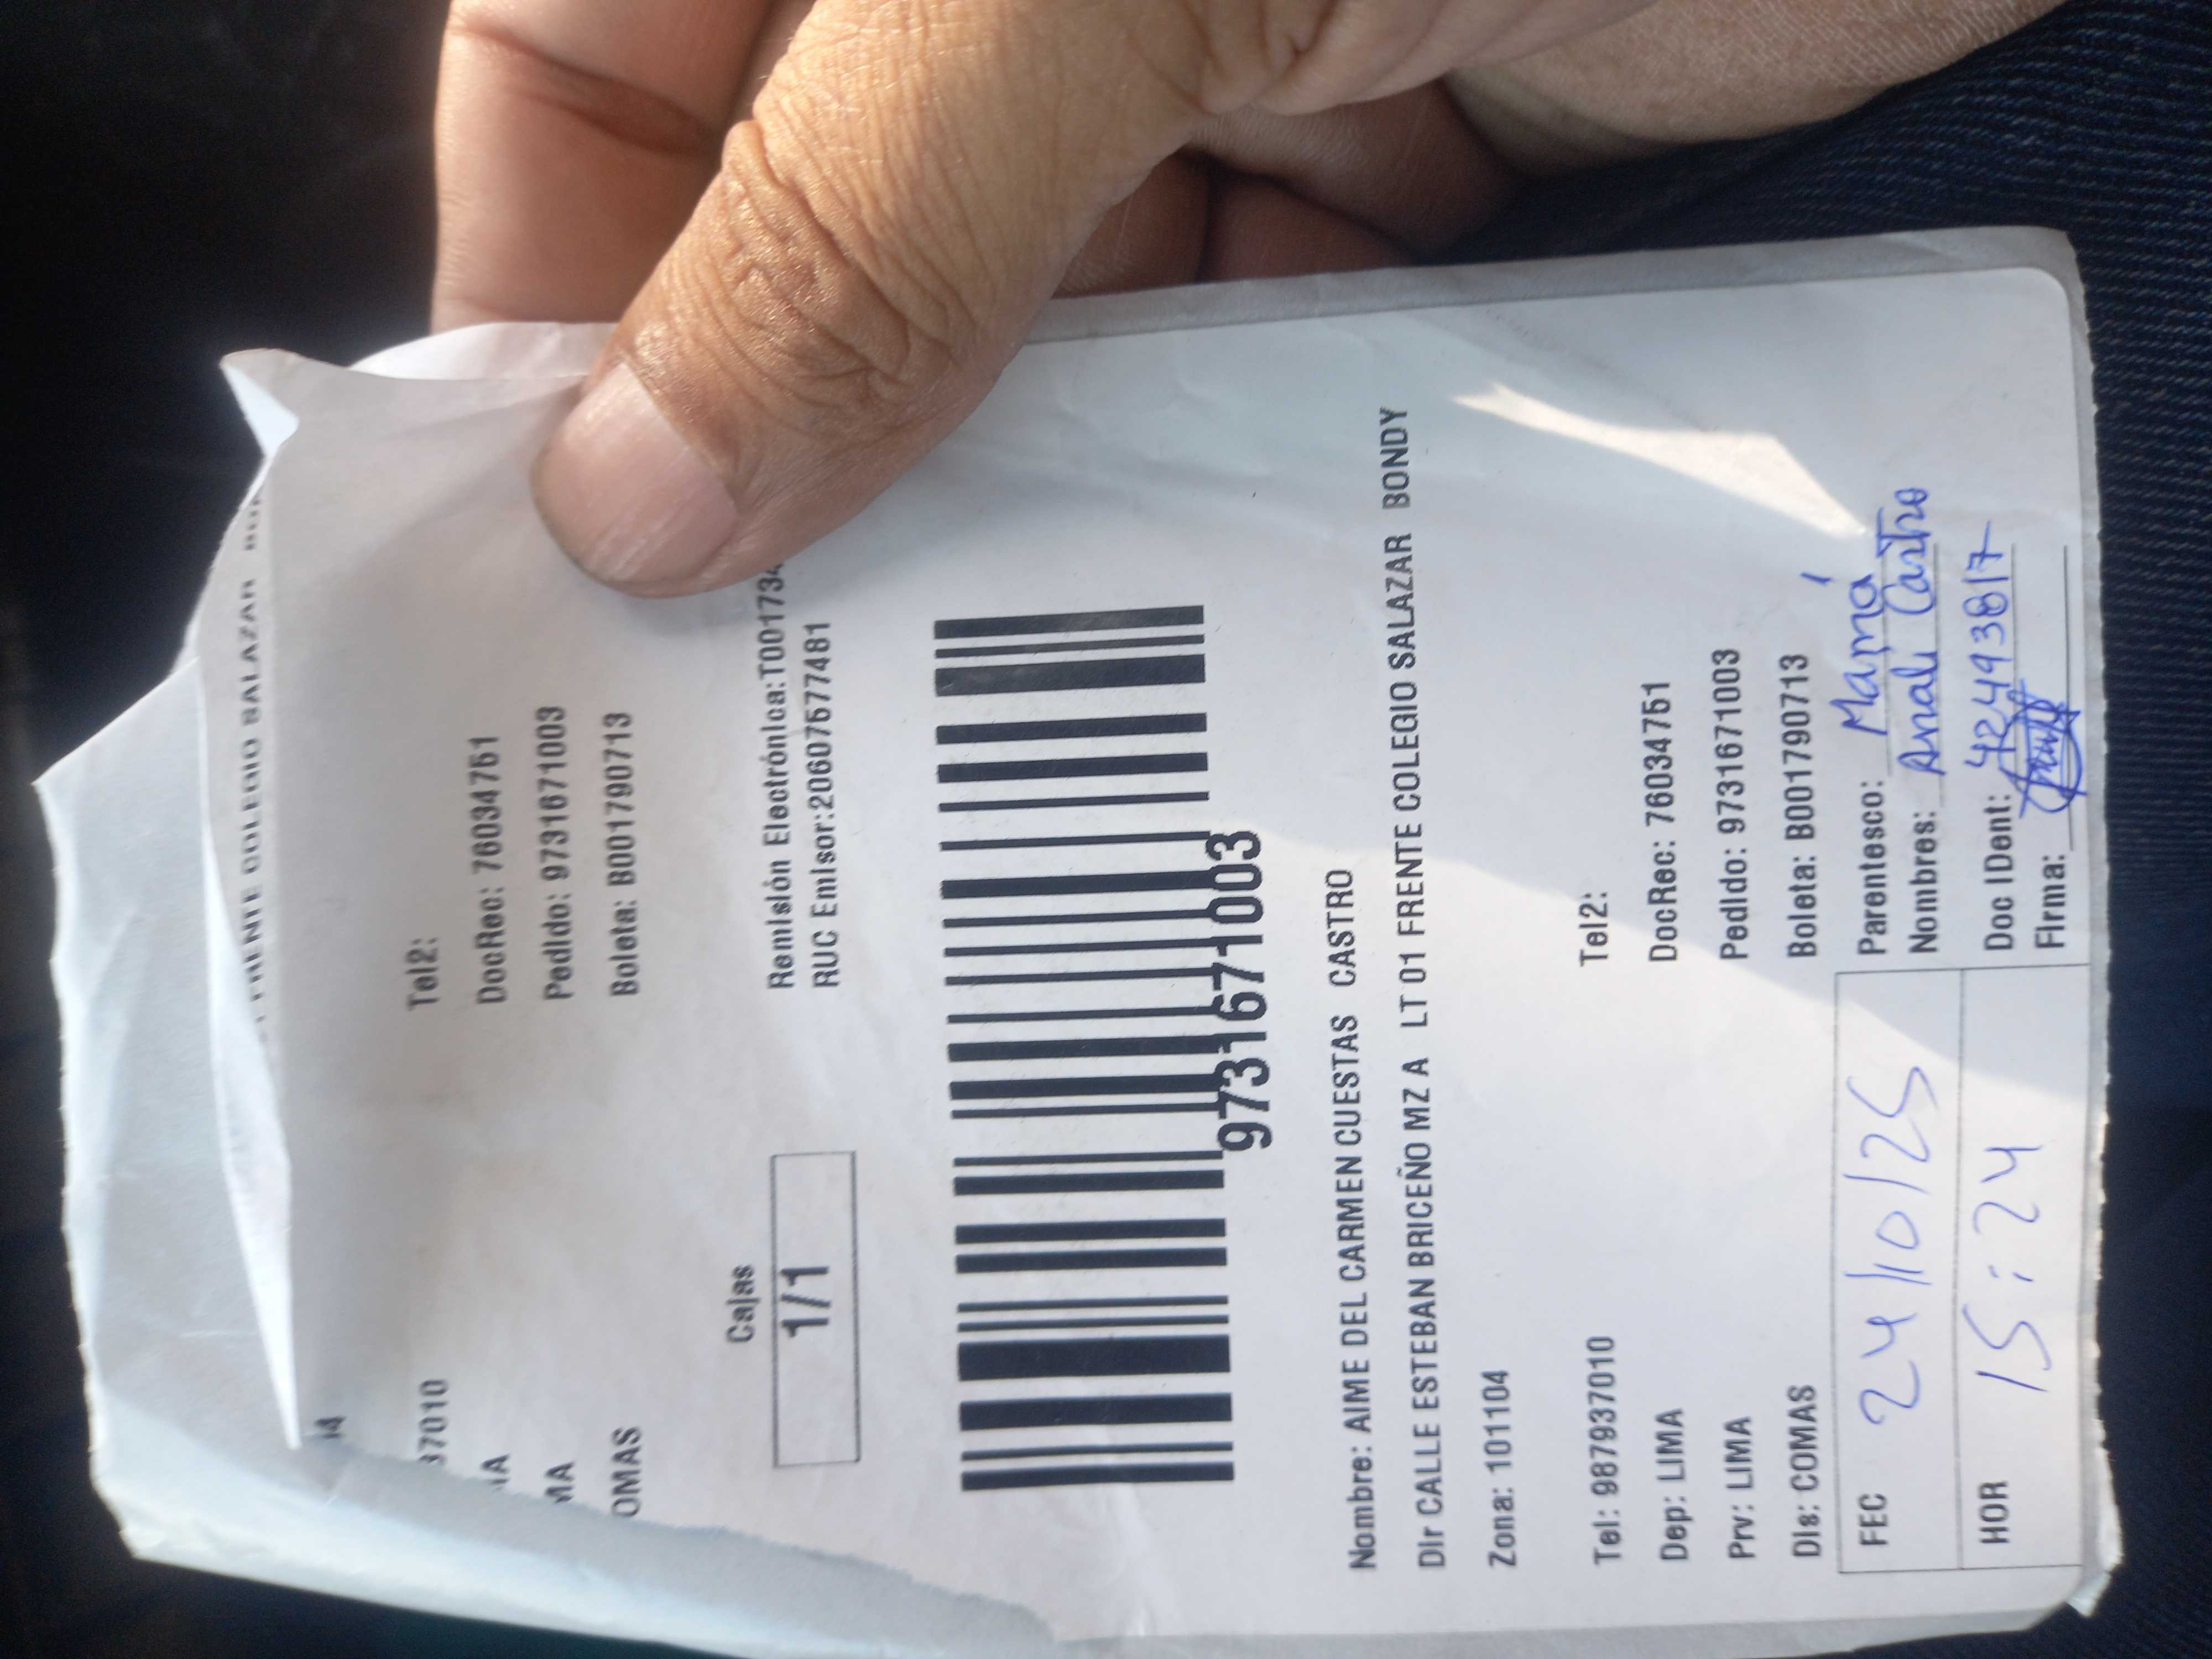 FRENTE COLEGIO SALAZAR
Tel2:
37010
DocRec: 76034751
Pedido: 9731671003
Boleta: B001790713
OMAS
Cajas
1/1
Remisión Electrónica:T001734
RUC Emisor:20607577481
9731671003
Nombre: AIME DEL CARMEN CUESTAS CASTRO
Dir CALLE ESTEBAN BRICEÑO MZ A LT 01 FRENTE COLEGIO SALAZAR BONDY
Zona: 101104
Tel: 987937010 Tel2:
Dep: LIMA DocRec: 76034751
Prv: LIMA Pedido: 9731671003
Dis: COMAS Boleta: B001790713
FEC 24/10/25 Parentesco: Mamá
Nombres: Anali Castro
HOR 15:24 Doc IDent: 42449387
Firma: